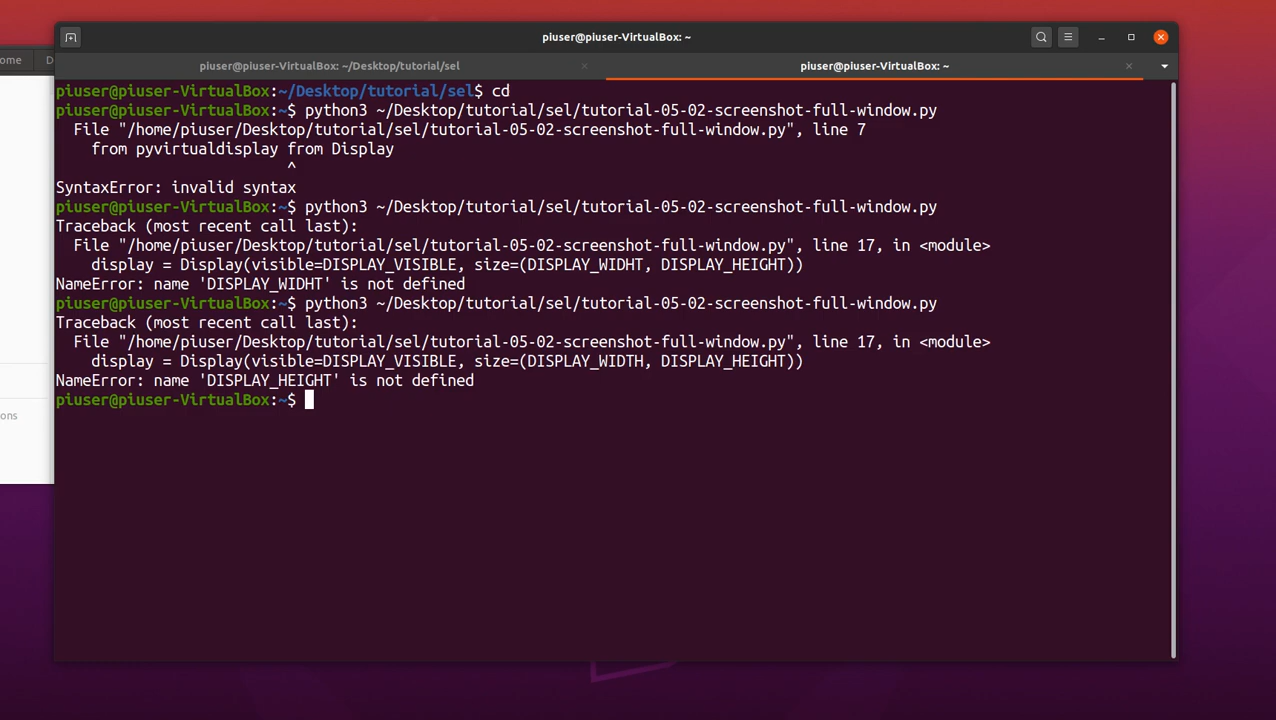 piuser@piuser-VirtualBox: ~
ome
D
piuser@piuser-VirtualBox: ~/Desktop/tutorial/sel
piuser@piuser-VirtualBox: ~
piuser@piuser-VirtualBox:~/Desktop/tutorial/sel$ cd
piuser@piuser-VirtualBox:~$ python3 ~/Desktop/tutorial/sel/tutorial-05-02-screenshot-full-window.py
File "/home/piuser/Desktop/tutorial/sel/tutorial-05-02-screenshot-full-window.py", line 7
from pyvirtualdisplay from Display
^
SyntaxError: invalid syntax
piuser@piuser-VirtualBox:~$ python3 ~/Desktop/tutorial/sel/tutorial-05-02-screenshot-full-window.py
Traceback (most recent call last):
File "/home/piuser/Desktop/tutorial/sel/tutorial-05-02-screenshot-full-window.py", line 17, in <module>
display = Display(visible=DISPLAY_VISIBLE, size=(DISPLAY_WIDHT, DISPLAY_HEIGHT))
NameError: name 'DISPLAY_WIDHT' is not defined
piuser@piuser-VirtualBox:~$ python3 ~/Desktop/tutorial/sel/tutorial-05-02-screenshot-full-window.py
Traceback (most recent call last):
File "/home/piuser/Desktop/tutorial/sel/tutorial-05-02-screenshot-full-window.py", line 17, in <module>
display = Display(visible=DISPLAY_VISIBLE, size=(DISPLAY_WIDTH, DISPLAY_HEIGHT))
NameError: name 'DISPLAY_HEIGHT' is not defined
piuser@piuser-VirtualBox:~$
ons